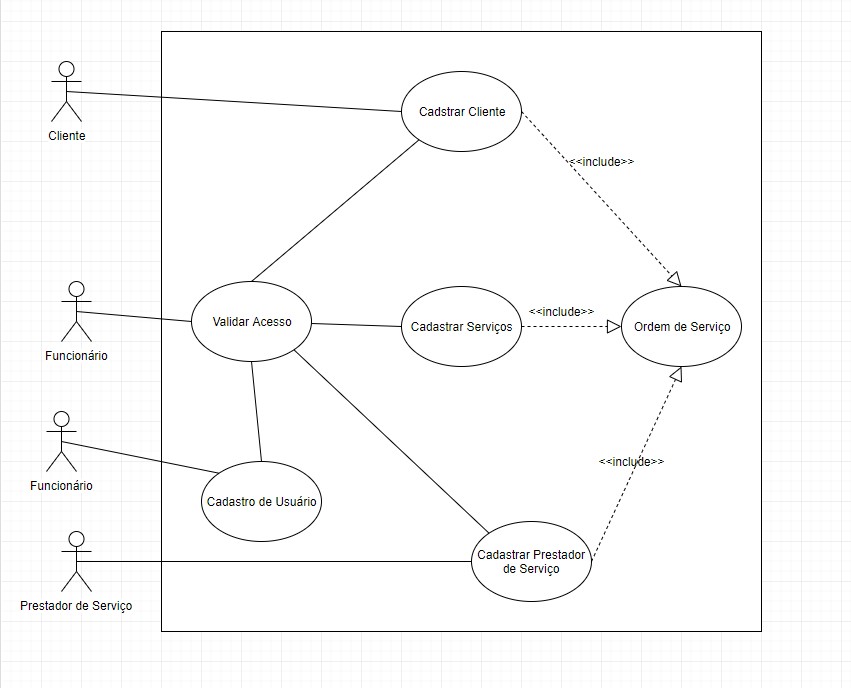 Cliente
Cadstrar Cliente
<<include>>
Funcionário
Validar Acesso
Cadastrar Serviços
<<include>>
Ordem de Serviço
Funcionário
Cadastro de Usuário
<<include>>
Prestador de Serviço
Cadastrar Prestador
de Serviço